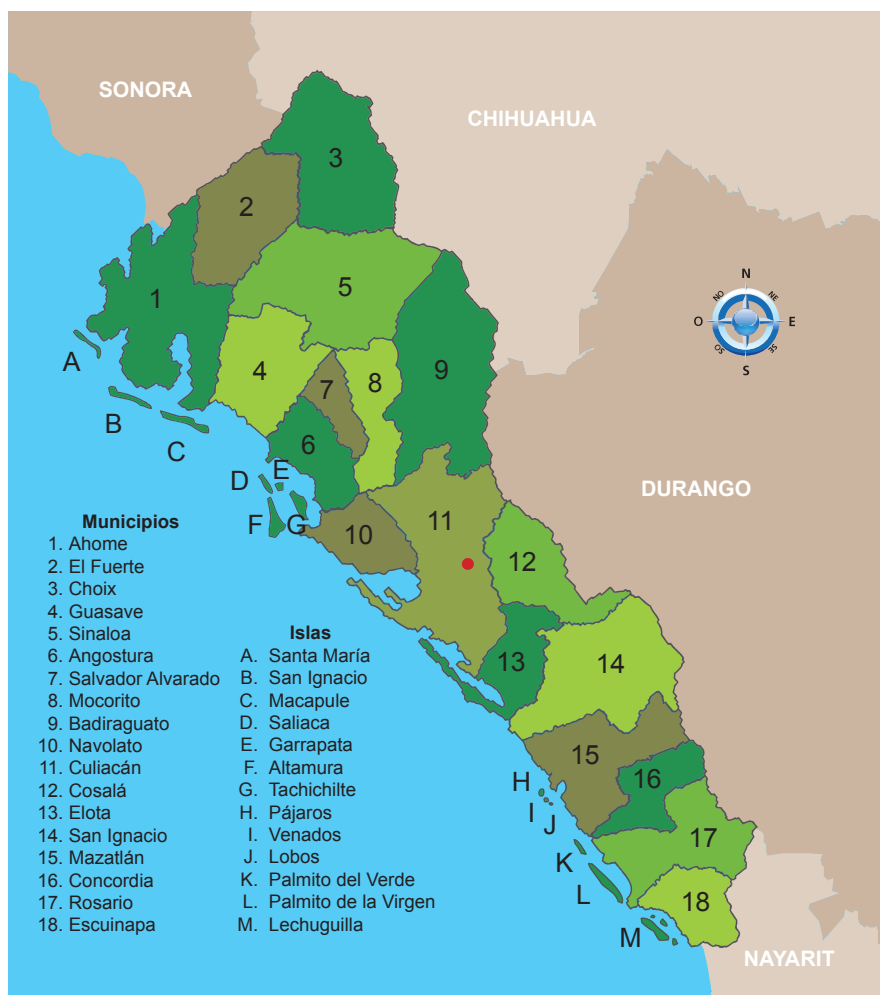 SONORA
CHIHUAHUA
DURANGO
NAYARIT
N
NE
E
SE
S
SO
O
NO
1
2
3
4
5
6
7
8
9
10
11
12
13
14
15
16
17
18
A
B
C
D
E
F
G
H
I
J
K
L
M
Municipios
1. Ahome
2. El Fuerte
3. Choix
4. Guasave
5. Sinaloa
6. Angostura
7. Salvador Alvarado
8. Mocorito
9. Badiraguato
10. Navolato
11. Culiacán
12. Cosalá
13. Elota
14. San Ignacio
15. Mazatlán
16. Concordia
17. Rosario
18. Escuinapa
Islas
A. Santa María
B. San Ignacio
C. Macapule
D. Saliaca
E. Garrapata
F. Altamura
G. Tachichilte
H. Pájaros
I. Venados
J. Lobos
K. Palmito del Verde
L. Palmito de la Virgen
M. Lechuguilla